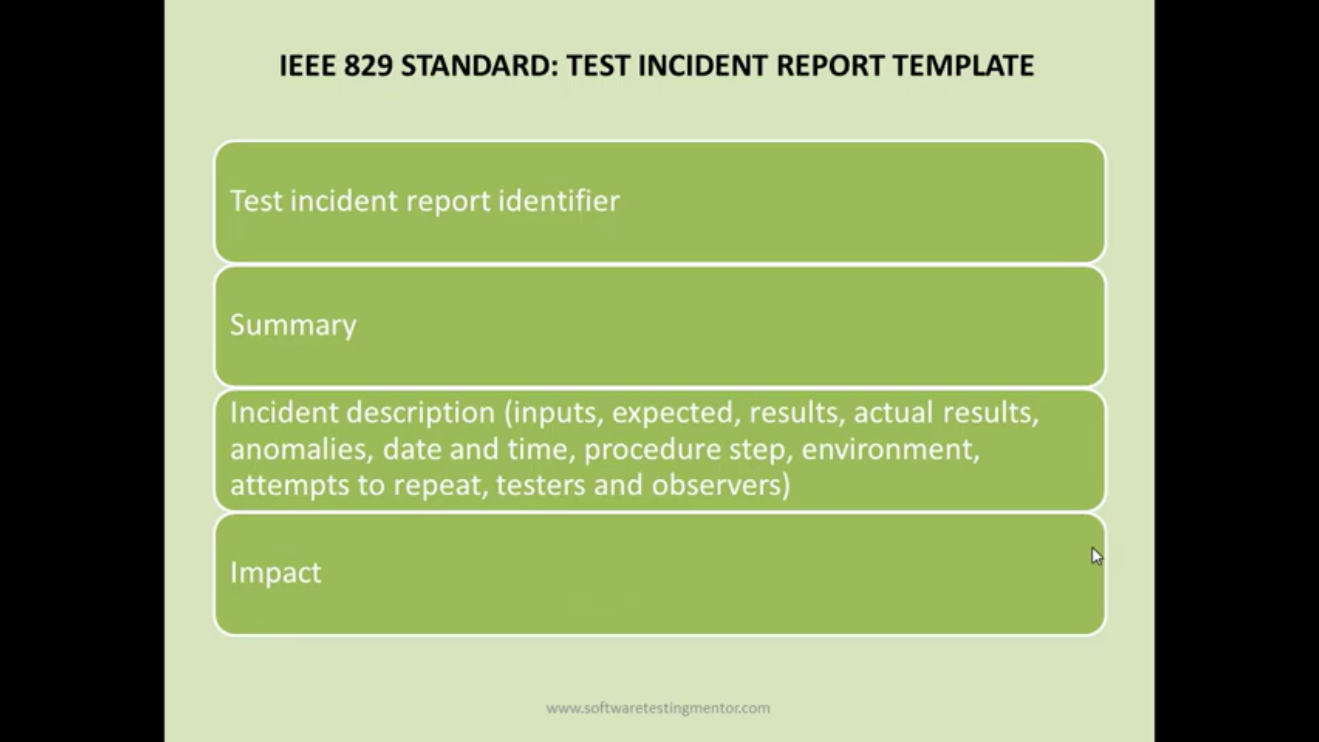 IEEE 829 STANDARD: TEST INCIDENT REPORT TEMPLATE
Test incident report identifier
Summary
Incident description (inputs, expected, results, actual results,
anomalies, date and time, procedure step, environment,
attempts to repeat, testers and observers)
Impact
www.softwaretestingmentor.com